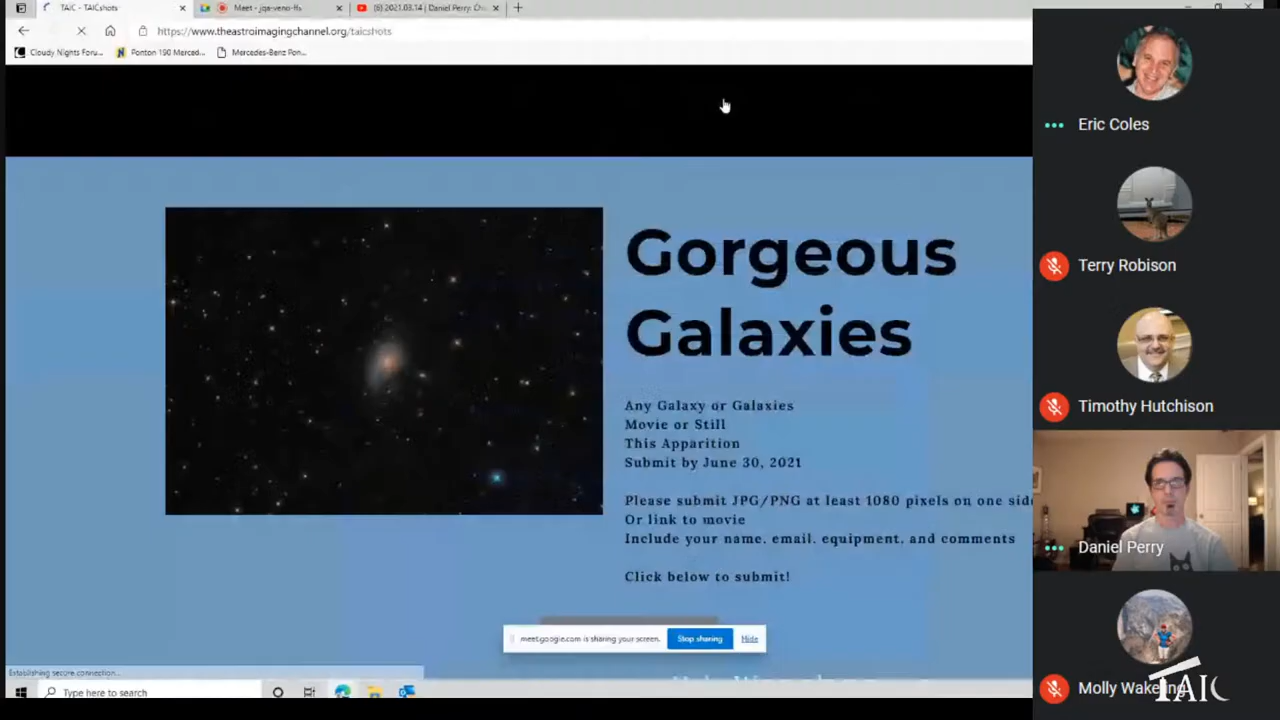 TAIC - TAICshots
Meet - jqa-veno-ffs
(8) 2021.03.14 | Daniel Perry:
https://www.theastroimagingchannel.org/taicshots
Cloudy Nights Foru...
Ponton 190 Merced...
Mercedes-Benz Pon...
Gorgeous
Galaxies
Any Galaxy or Galaxies
Movie or Still
This Apparition
Submit by June 30, 2021
Please submit JPG/PNG at least 1080 pixels on one side
Or link to movie
Include your name, email, equipment, and comments
Click below to submit!
meet.google.com is sharing your screen.
Stop sharing
Hide
Establishing secure connection...
Type here to search
Eric Coles
Terry Robison
Timothy Hutchison
Daniel Perry
Molly Wakeling
TAIC